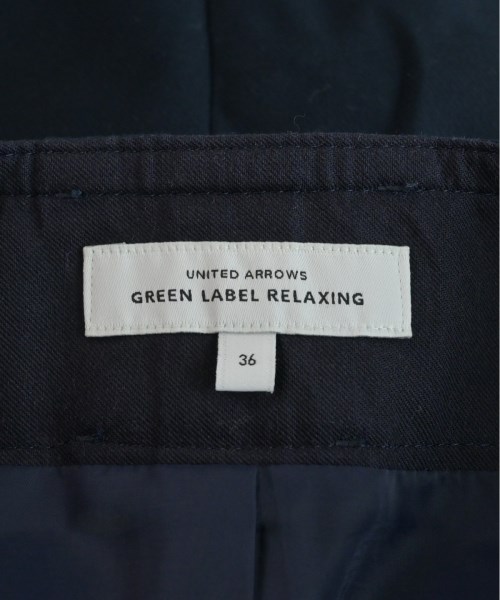 UNITED ARROWS
GREEN LABEL RELAXING
36